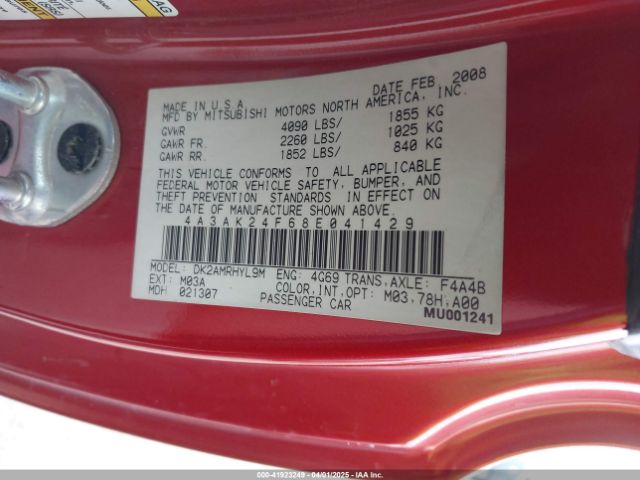 MADE IN U.S.A. DATE FEB 2008
MFD BY MITSUBISHI MOTORS NORTH AMERICA, INC.
GVWR 4090 LBS/ 1855 KG
GAWR FR. 2260 LBS/ 1025 KG
GAWR RR. 1852 LBS/ 840 KG
THIS VEHICLE CONFORMS TO ALL APPLICABLE
FEDERAL MOTOR VEHICLE SAFETY, BUMPER, AND
THEFT PREVENTION STANDARDS IN EFFECT ON
THE DATE OF MANUFACTURE SHOWN ABOVE.
4A3AK24F68E041429
MODEL: DK2AMRHYL9M ENG: 4G69 TRANS,AXLE: F4A4B
EXT: M03A COLOR,INT,OPT: M03,78H,A00
MDH 021307 PASSENGER CAR
MU001241
000-41923249 - 04/01/2025 - IAAI.COM